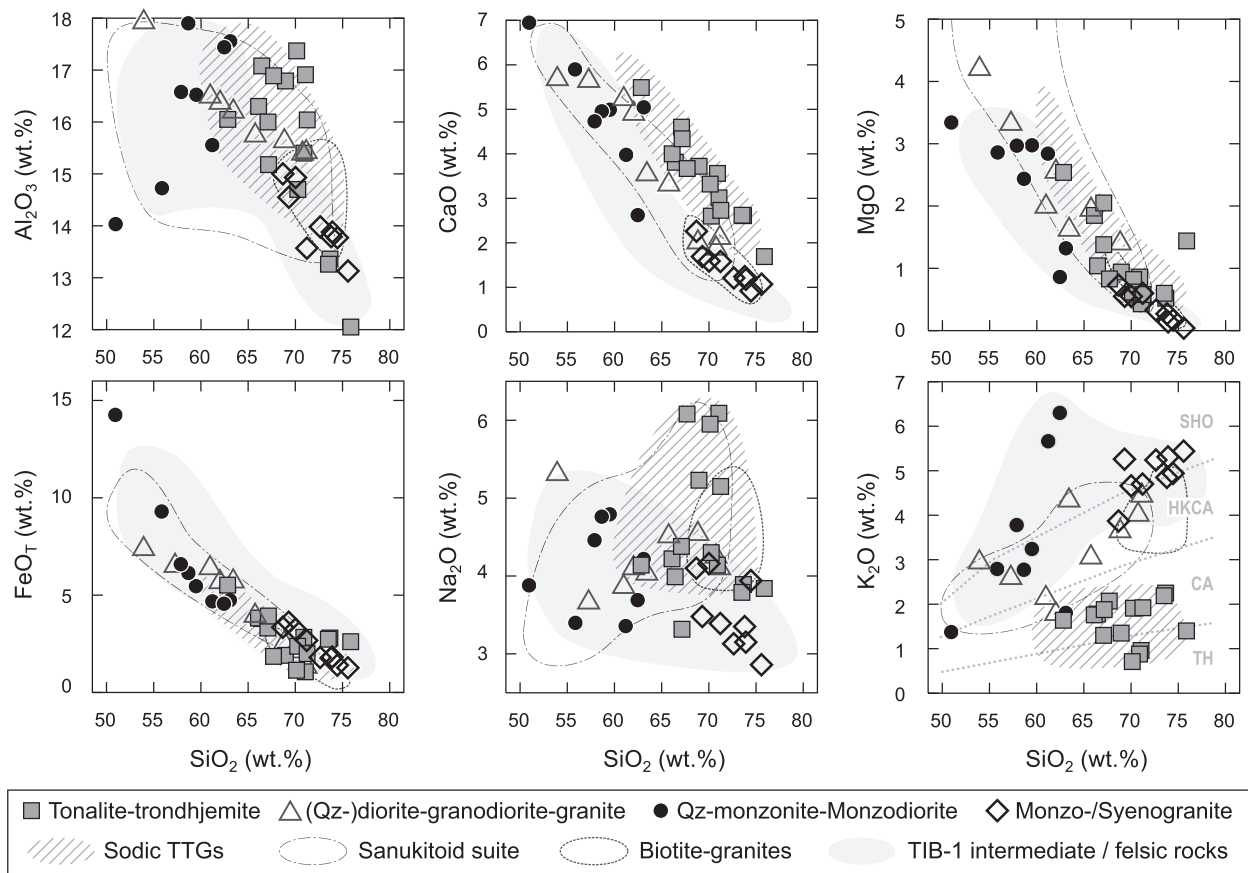 18
17
16
15
14
13
12
Al2O3 (wt.%)
50 55 60 65 70 75 80
7
6
5
4
3
2
1
0
CaO (wt.%)
50 55 60 65 70 75 80
5
4
3
2
1
0
MgO (wt.%)
50 55 60 65 70 75 80
15
10
5
0
FeOT (wt.%)
50 55 60 65 70 75 80
SiO2 (wt.%)
6
5
4
3
Na2O (wt.%)
50 55 60 65 70 75 80
SiO2 (wt.%)
7
6
5
4
3
2
1
0
K2O (wt.%)
SHO
HKCA
CA
TH
50 55 60 65 70 75 80
SiO2 (wt.%)
Tonalite-trondhjemite (Qz-)diorite-granodiorite-granite Qz-monzonite-Monzodiorite Monzo-/Syenogranite
Sodic TTGs Sanukitoid suite Biotite-granites TIB-1 intermediate / felsic rocks